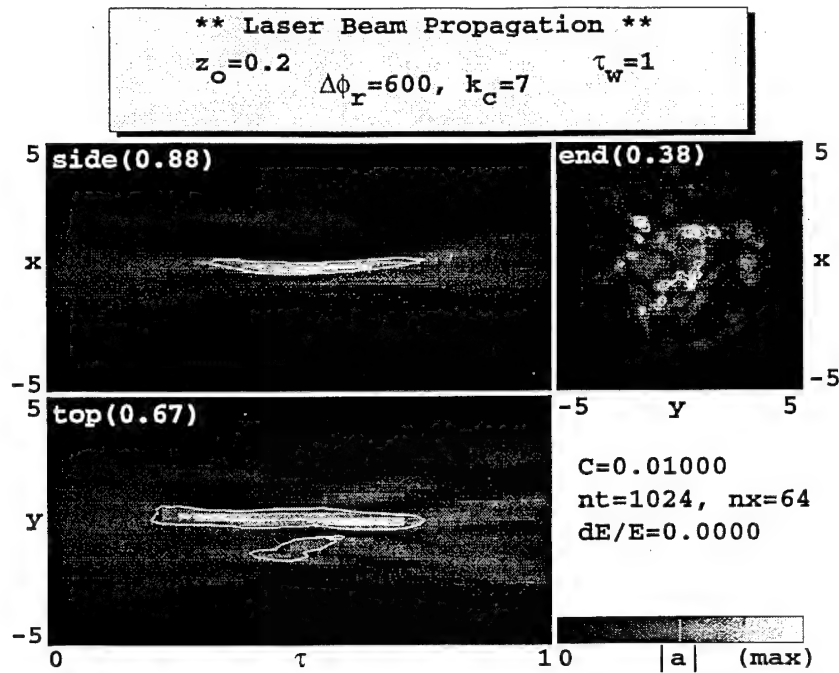 ** Laser Beam Propagation **
z_o=0.2 Δϕ_r=600, k_c=7 τ_w=1
5 side(0.88) end(0.38) 5
x x
-5 -5
5 top(0.67) -5 y 5
C=0.01000
y nt=1024, nx=64
dE/E=0.0000
-5
0 τ 1 0 |a| (max)